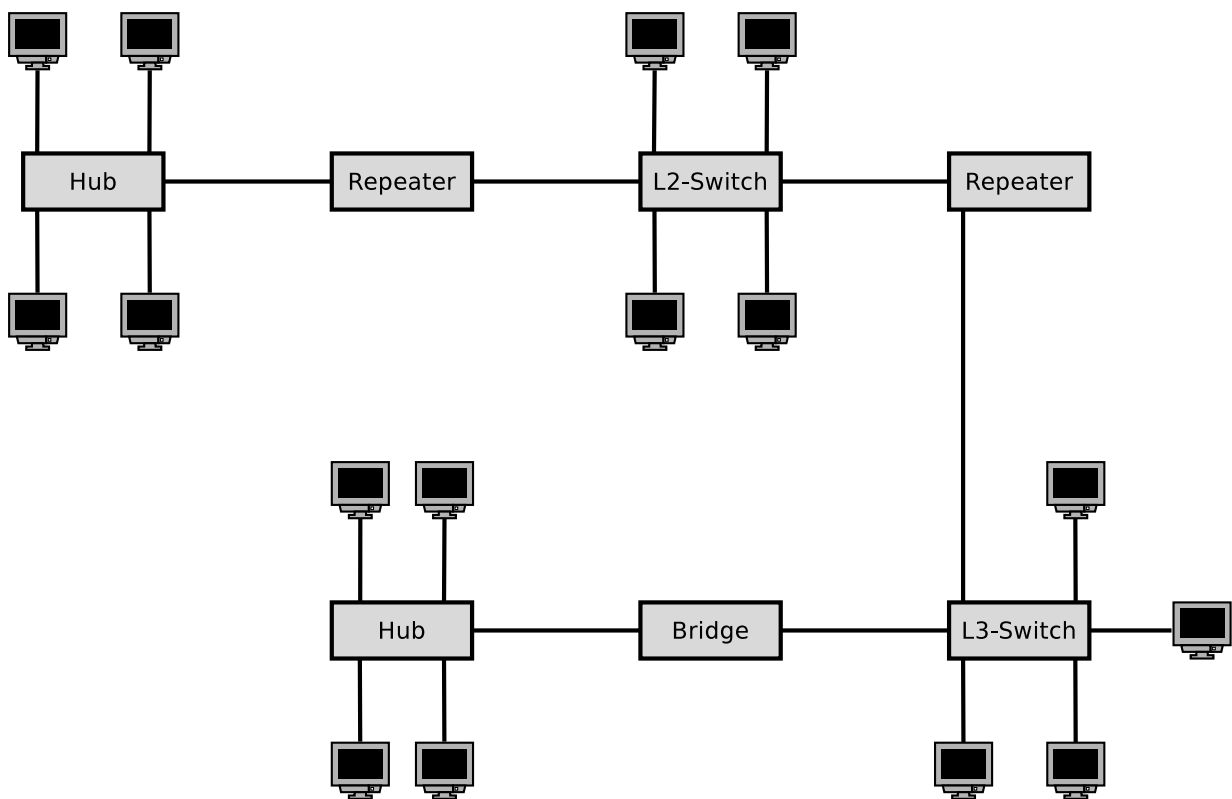 Hub
Repeater
L2-Switch
Repeater
Hub
Bridge
L3-Switch